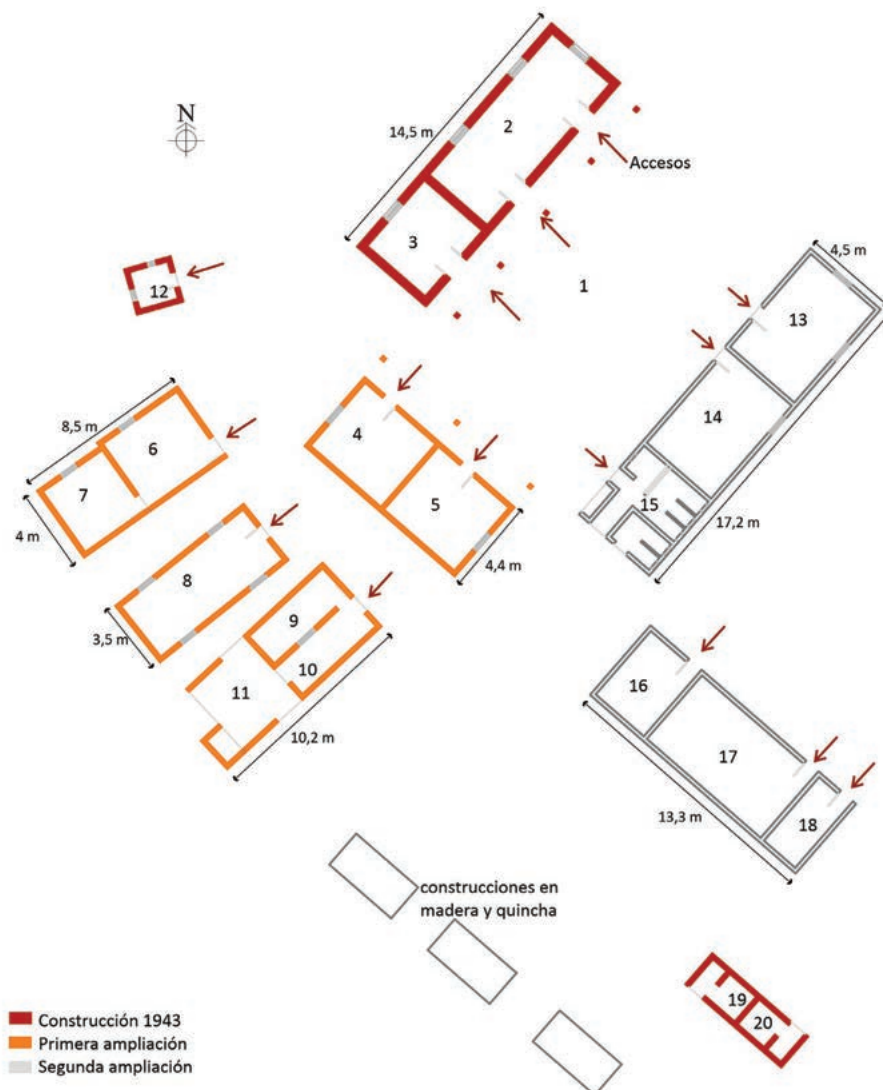 N
14,5 m
2
3
Accesos
1
12
4,5 m
13
14
15
17,2 m
8,5 m
6
7
4 m
4
5
4,4 m
8
3,5 m
9
10
11
10,2 m
16
17
18
13,3 m
construcciones en
madera y quincha
19
20
Construcción 1943
Primera ampliación
Segunda ampliación